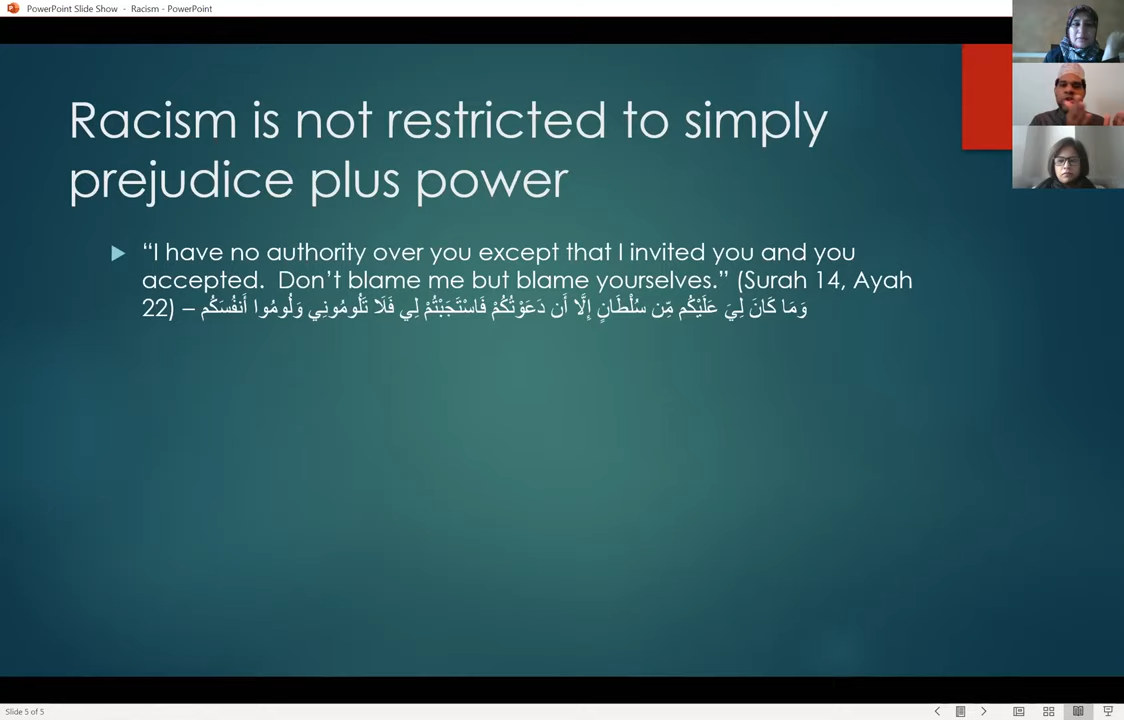 PowerPoint Slide Show - Racism - PowerPoint
Racism is not restricted to simply
prejudice plus power
“I have no authority over you except that I invited you and you
accepted. Don’t blame me but blame yourselves.” (Surah 14, Ayah
22) – وَمَا كَانَ لِيَ عَلَيْكُم مِّن سُلْطَانٍ إِلَّا أَن دَعَوْتُكُمْ فَاسْتَجَبْتُمْ لِي فَلَا تَلُومُونِي وَلُومُوا أَنفُسَكُم
Slide 5 of 5